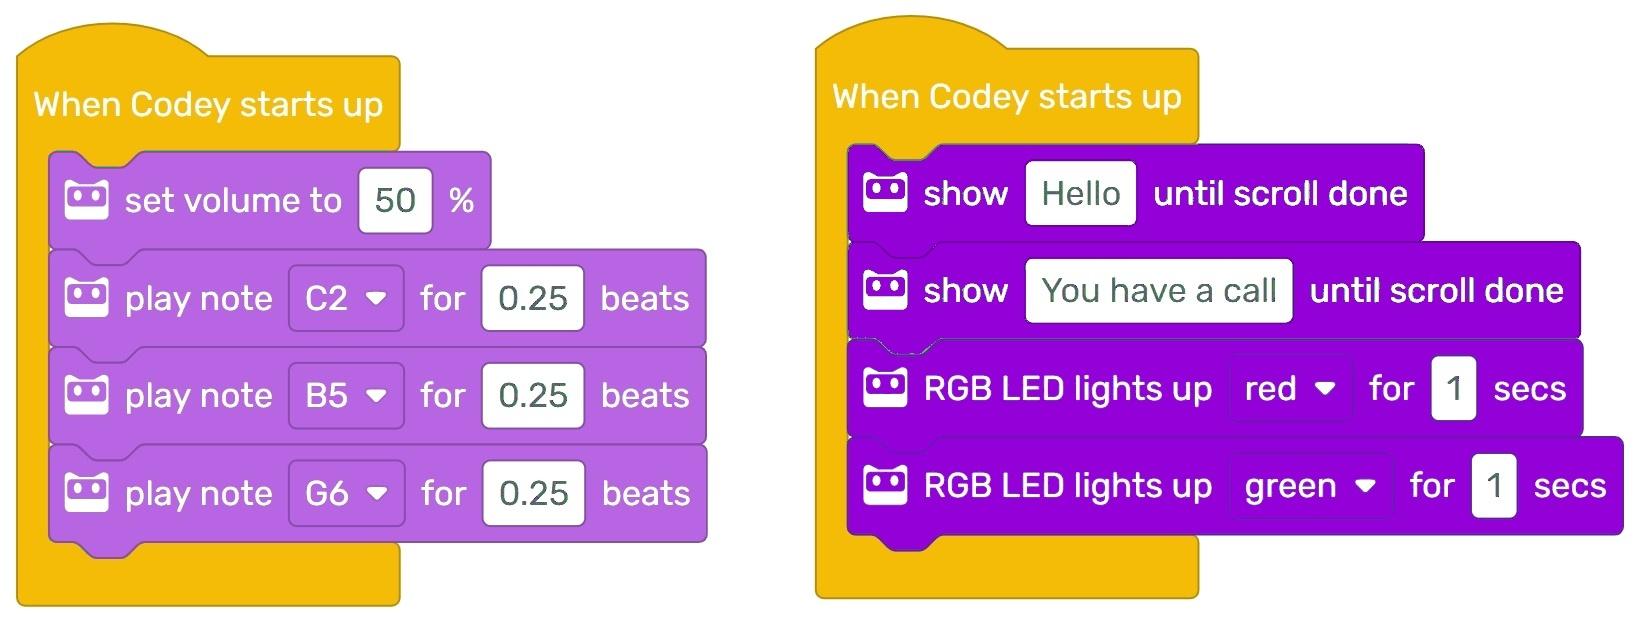 When Codey starts up
set volume to 50 %
play note C2 for 0.25 beats
play note B5 for 0.25 beats
play note G6 for 0.25 beats
When Codey starts up
show Hello until scroll done
show You have a call until scroll done
RGB LED lights up red for 1 secs
RGB LED lights up green for 1 secs